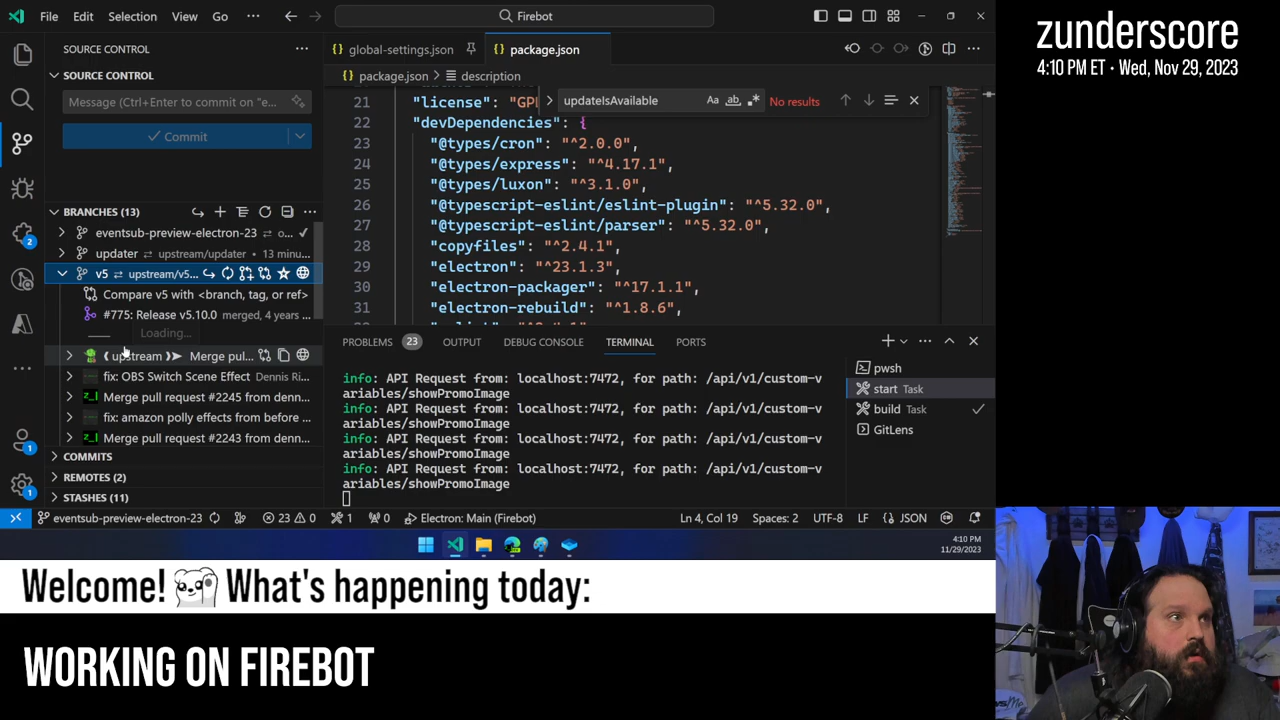 File Edit Selection View Go ··· Firebot
SOURCE CONTROL
SOURCE CONTROL
Message (Ctrl+Enter to commit on "e...
Commit
BRANCHES (13)
eventsub-preview-electron-23 o...
updater upstream/updater • 13 minu...
v5 upstream/v5...
Compare v5 with <branch, tag, or ref>
#775: Release v5.10.0 merged, 4 years ...
Loading...
upstream Merge pul...
fix: OBS Switch Scene Effect Dennis Ri...
Merge pull request #2245 from denn...
fix: amazon polly effects from before ...
Merge pull request #2243 from denn...
COMMITS
REMOTES (2)
STASHES (11)
2
1
1
global-settings.json package.json
package.json > description
updateIsAvailable Aa ab No results
21 "license": "GPL
22 "devDependencies": {
23 "@types/cron": "^2.0.0",
24 "@types/express": "^4.17.1",
25 "@types/luxon": "^3.1.0",
26 "@typescript-eslint/eslint-plugin": "^5.32.0",
27 "@typescript-eslint/parser": "^5.32.0",
28 "copyfiles": "^2.4.1",
29 "electron": "^23.1.3",
30 "electron-packager": "^17.1.1",
31 "electron-rebuild": "^1.8.6",
PROBLEMS 23 OUTPUT DEBUG CONSOLE TERMINAL PORTS
info: API Request from: localhost:7472, for path: /api/v1/custom-v
ariables/showPromoImage
info: API Request from: localhost:7472, for path: /api/v1/custom-v
ariables/showPromoImage
info: API Request from: localhost:7472, for path: /api/v1/custom-v
ariables/showPromoImage
info: API Request from: localhost:7472, for path: /api/v1/custom-v
ariables/showPromoImage
pwsh
start Task
build Task
GitLens
eventsub-preview-electron-23 23 0 1 0 Electron: Main (Firebot) Ln 4, Col 19 Spaces: 2 UTF-8 LF {} JSON
4:10 PM
11/29/2023
zunderscore
4:10 PM ET • Wed, Nov 29, 2023
Welcome! What's happening today:
WORKING ON FIREBOT